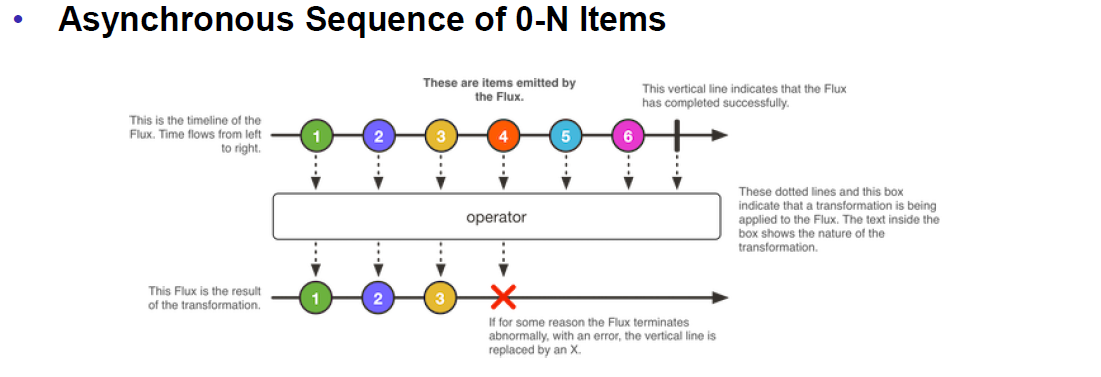 • Asynchronous Sequence of 0-N Items
These are items emitted by
the Flux.
This vertical line indicates that the Flux
has completed successfully.
This is the timeline of the
Flux. Time flows from left
to right.
1 2 3 4 5 6
operator
These dotted lines and this box
indicate that a transformation is being
applied to the Flux. The text inside the
box shows the nature of the
transformation.
This Flux is the result
of the transformation.
1 2 3
If for some reason the Flux terminates
abnormally, with an error, the vertical line is
replaced by an X.